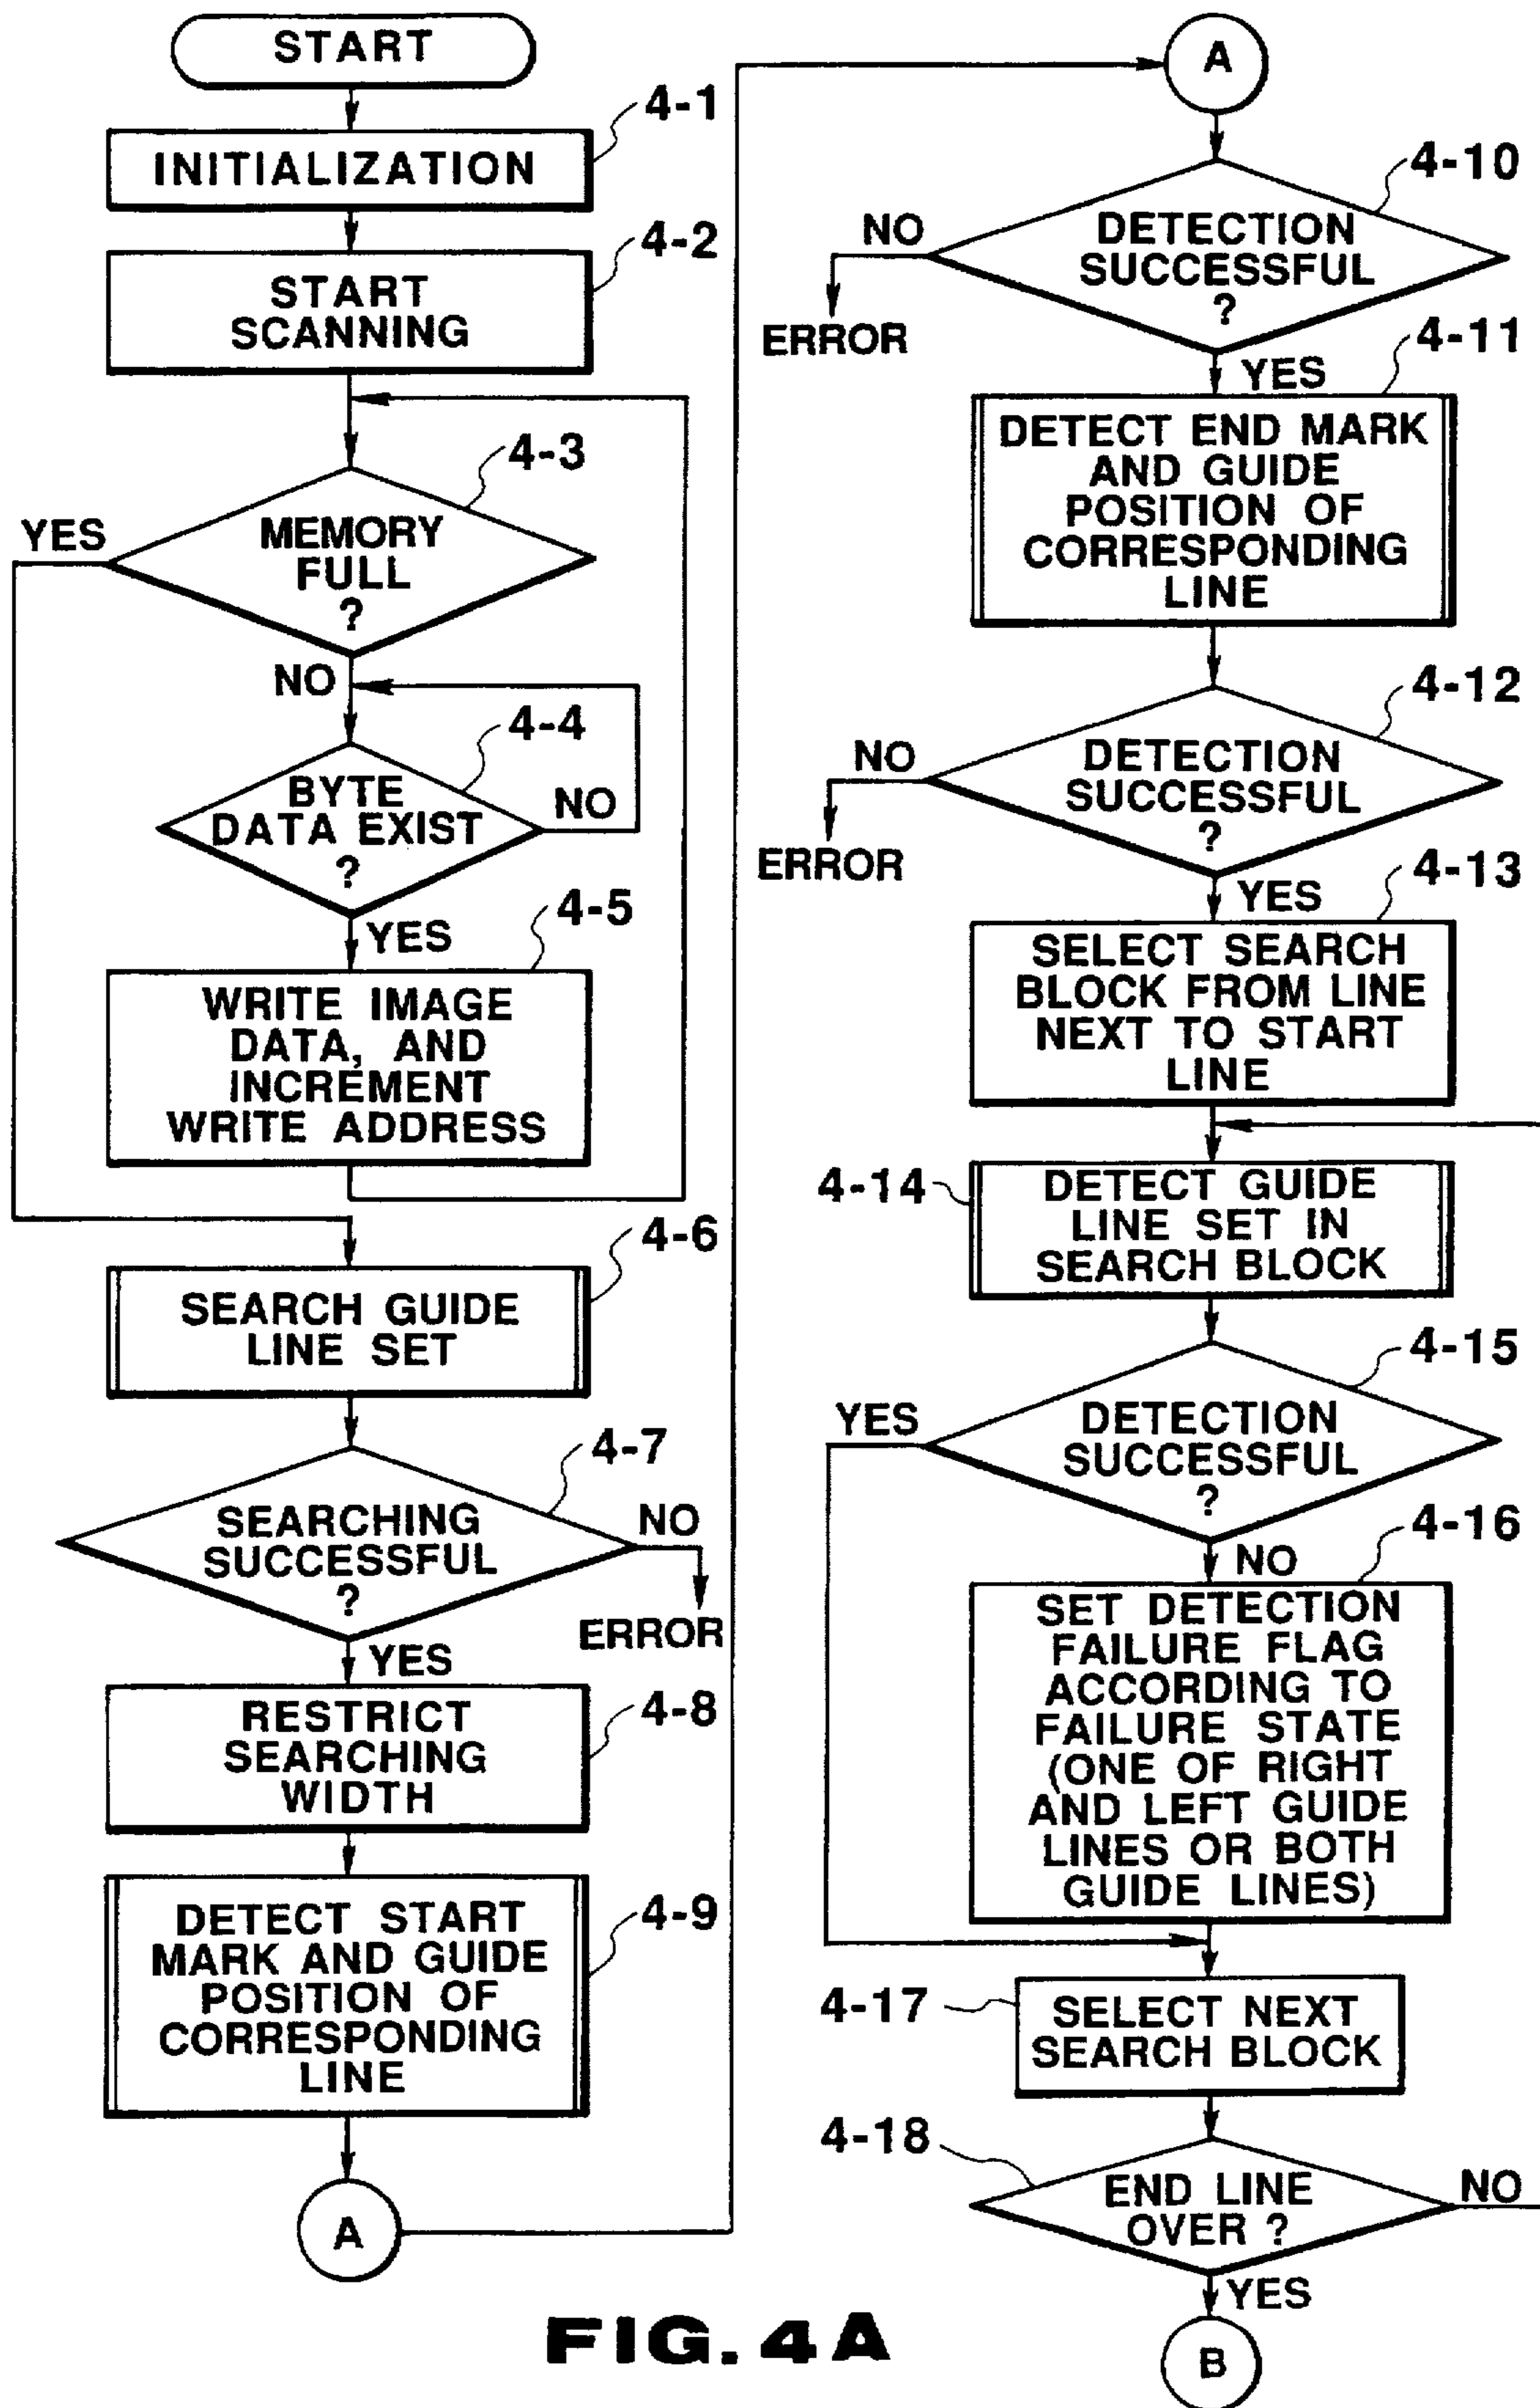 START
4-1
INITIALIZATION
4-2
START
SCANNING
4-3
YES
MEMORY
FULL
?
NO
4-4
BYTE
DATA EXIST
?
NO
4-5
YES
WRITE IMAGE
DATA, AND
INCREMENT
WRITE ADDRESS
4-6
SEARCH GUIDE
LINE SET
4-7
SEARCHING
SUCCESSFUL
?
NO
ERROR
YES
4-8
RESTRICT
SEARCHING
WIDTH
4-9
DETECT START
MARK AND GUIDE
POSITION OF
CORRESPONDING
LINE
A
A
4-10
NO
DETECTION
SUCCESSFUL
?
ERROR
4-11
YES
DETECT END MARK
AND GUIDE
POSITION OF
CORRESPONDING
LINE
4-12
NO
DETECTION
SUCCESSFUL
?
ERROR
4-13
YES
SELECT SEARCH
BLOCK FROM LINE
NEXT TO START
LINE
4-14
DETECT GUIDE
LINE SET IN
SEARCH BLOCK
4-15
YES
DETECTION
SUCCESSFUL
?
4-16
NO
SET DETECTION
FAILURE FLAG
ACCORDING TO
FAILURE STATE
(ONE OF RIGHT
AND LEFT GUIDE
LINES OR BOTH
GUIDE LINES)
4-17
SELECT NEXT
SEARCH BLOCK
4-18
END LINE
OVER ?
NO
YES
B
FIG. 4A